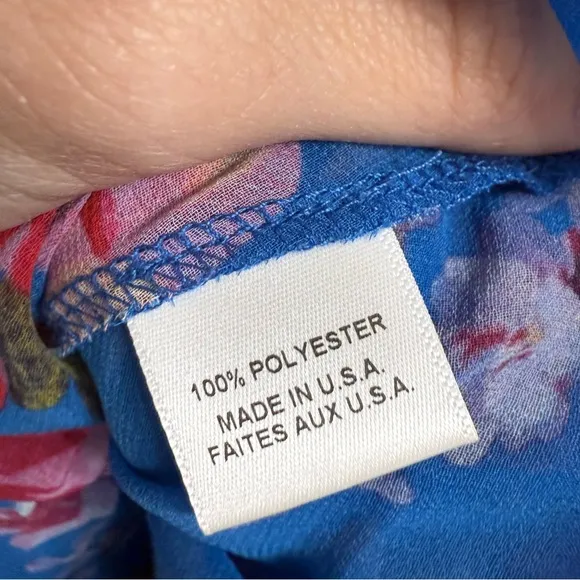 100% POLYESTER
MADE IN U.S.A.
FAITES AUX U.S.A.